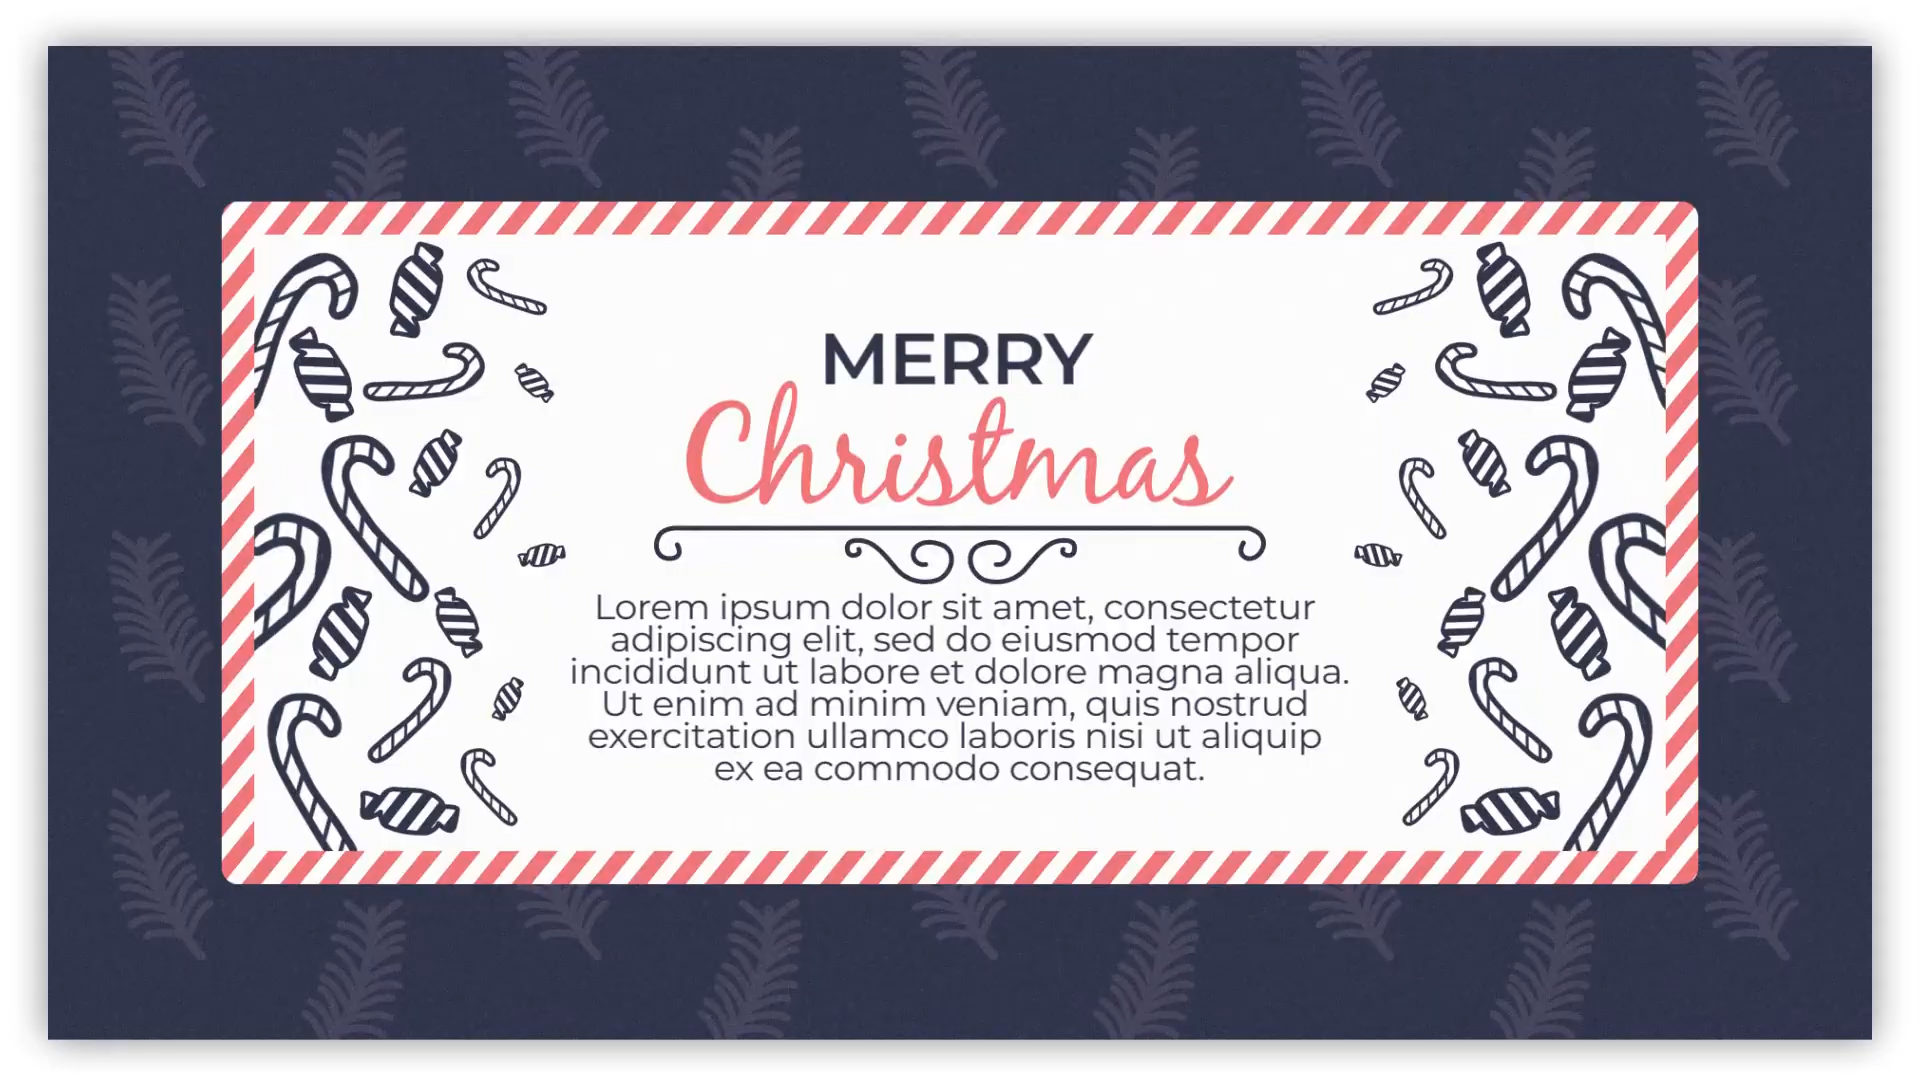 MERRY
Christmas
Lorem ipsum dolor sit amet, consectetur
adipiscing elit, sed do eiusmod tempor
incididunt ut labore et dolore magna aliqua.
Ut enim ad minim veniam, quis nostrud
exercitation ullamco laboris nisi ut aliquip
ex ea commodo consequat.